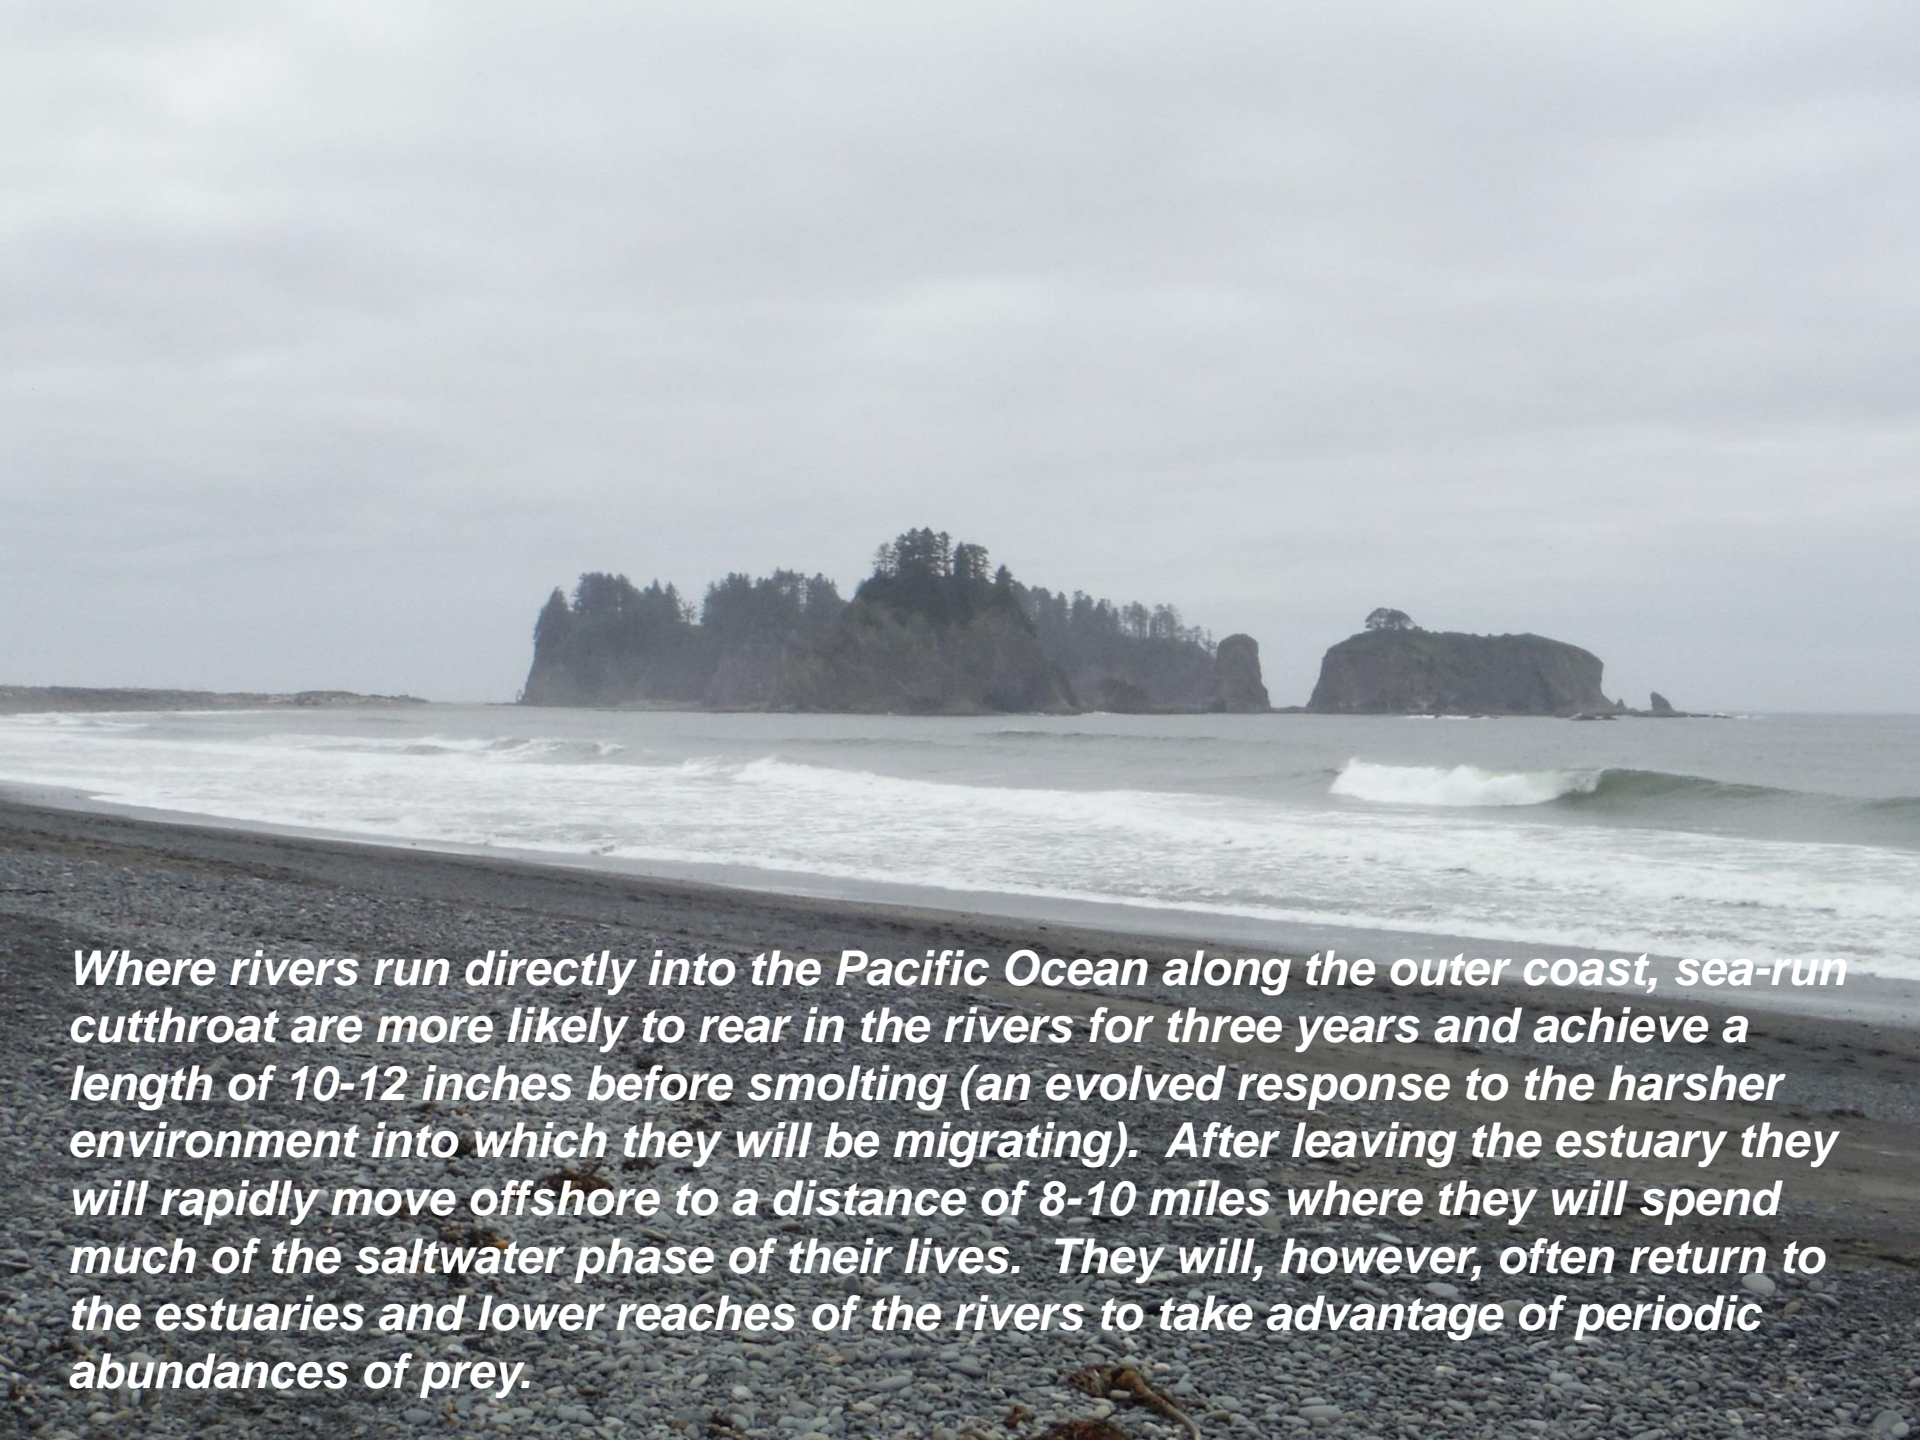 Where rivers run directly into the Pacific Ocean along the outer coast, sea-run
cutthroat are more likely to rear in the rivers for three years and achieve a
length of 10-12 inches before smolting (an evolved response to the harsher
environment into which they will be migrating).  After leaving the estuary they
will rapidly move offshore to a distance of 8-10 miles where they will spend
much of the saltwater phase of their lives.  They will, however, often return to
the estuaries and lower reaches of the rivers to take advantage of periodic
abundances of prey.